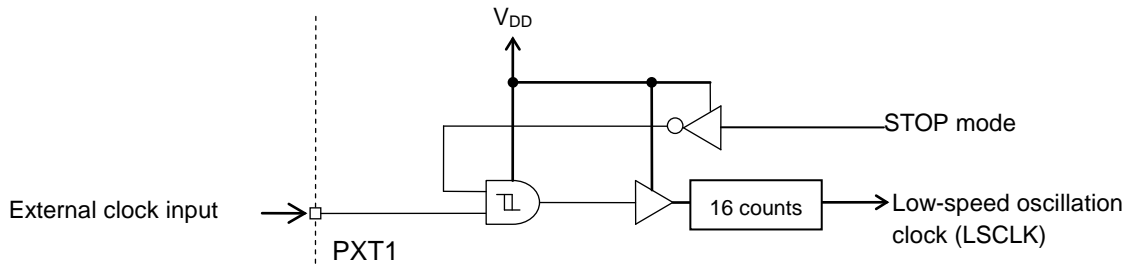 VDD
STOP mode
External clock input
PXT1
16 counts
Low-speed oscillation
clock (LSCLK)